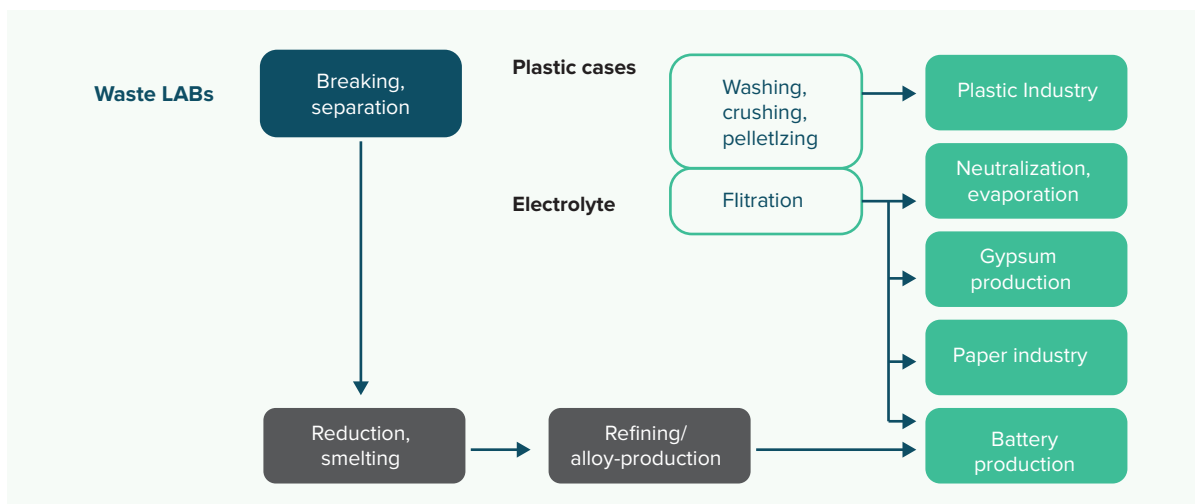 Waste LABs
Breaking,
separation
Plastic cases
Washing,
crushing,
pelletIzing
Plastic Industry
Electrolyte
Flitration
Neutralization,
evaporation
Gypsum
production
Paper industry
Reduction,
smelting
Refining/
alloy-production
Battery
production